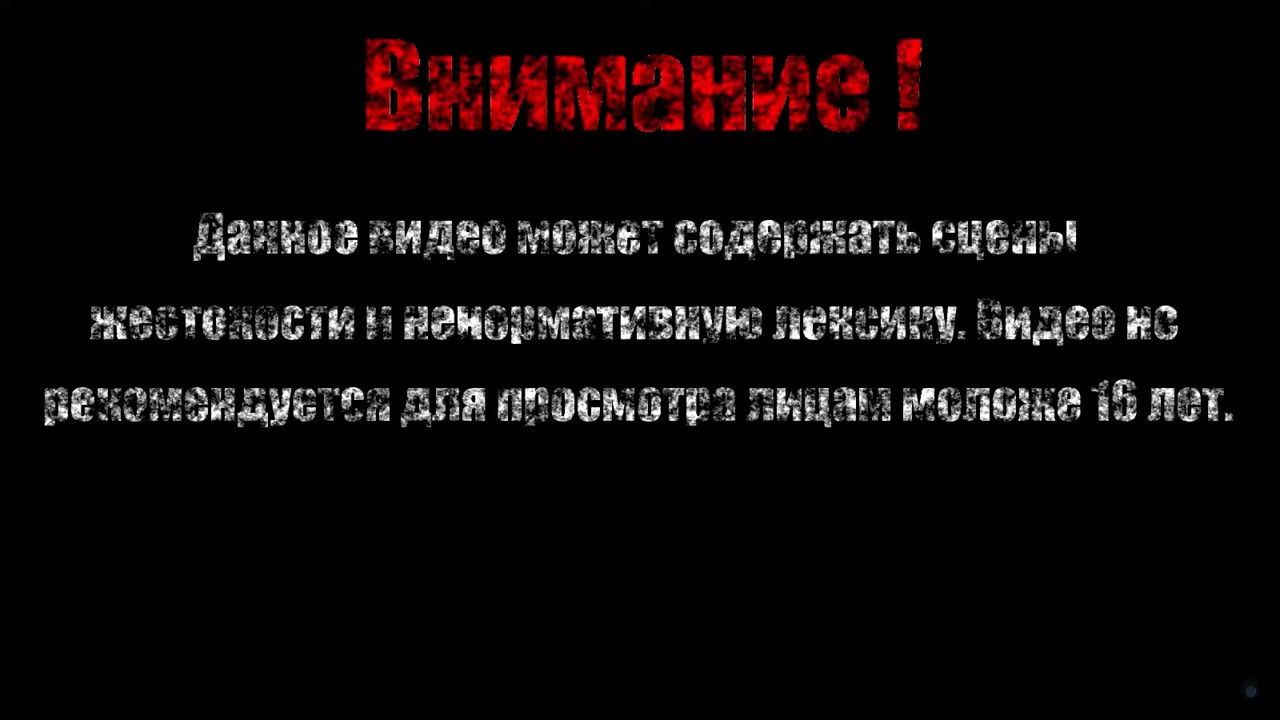 Внимание !
Данное видео может содержать сцены
жестокости и ненормативную лексику. Видео не
рекомендуется для просмотра лицам моложе 16 лет.